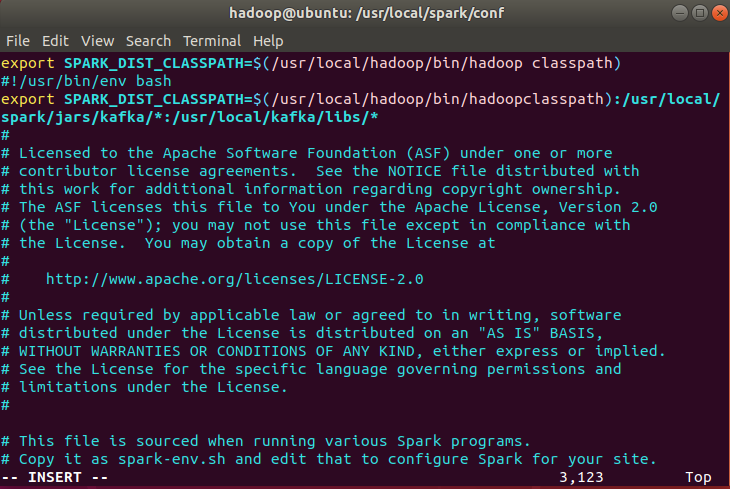 hadoop@ubuntu: /usr/local/spark/conf
File Edit View Search Terminal Help
export SPARK_DIST_CLASSPATH=$(/usr/local/hadoop/bin/hadoop classpath)
#!/usr/bin/env bash
export SPARK_DIST_CLASSPATH=$(/usr/local/hadoop/bin/hadoopclasspath):/usr/local/
spark/jars/kafka/*:/usr/local/kafka/libs/*
#
# Licensed to the Apache Software Foundation (ASF) under one or more
# contributor license agreements.  See the NOTICE file distributed with
# this work for additional information regarding copyright ownership.
# The ASF licenses this file to You under the Apache License, Version 2.0
# (the "License"); you may not use this file except in compliance with
# the License.  You may obtain a copy of the License at
#
#    http://www.apache.org/licenses/LICENSE-2.0
#
# Unless required by applicable law or agreed to in writing, software
# distributed under the License is distributed on an "AS IS" BASIS,
# WITHOUT WARRANTIES OR CONDITIONS OF ANY KIND, either express or implied.
# See the License for the specific language governing permissions and
# limitations under the License.
#
# This file is sourced when running various Spark programs.
# Copy it as spark-env.sh and edit that to configure Spark for your site.
-- INSERT -- 3,123 Top